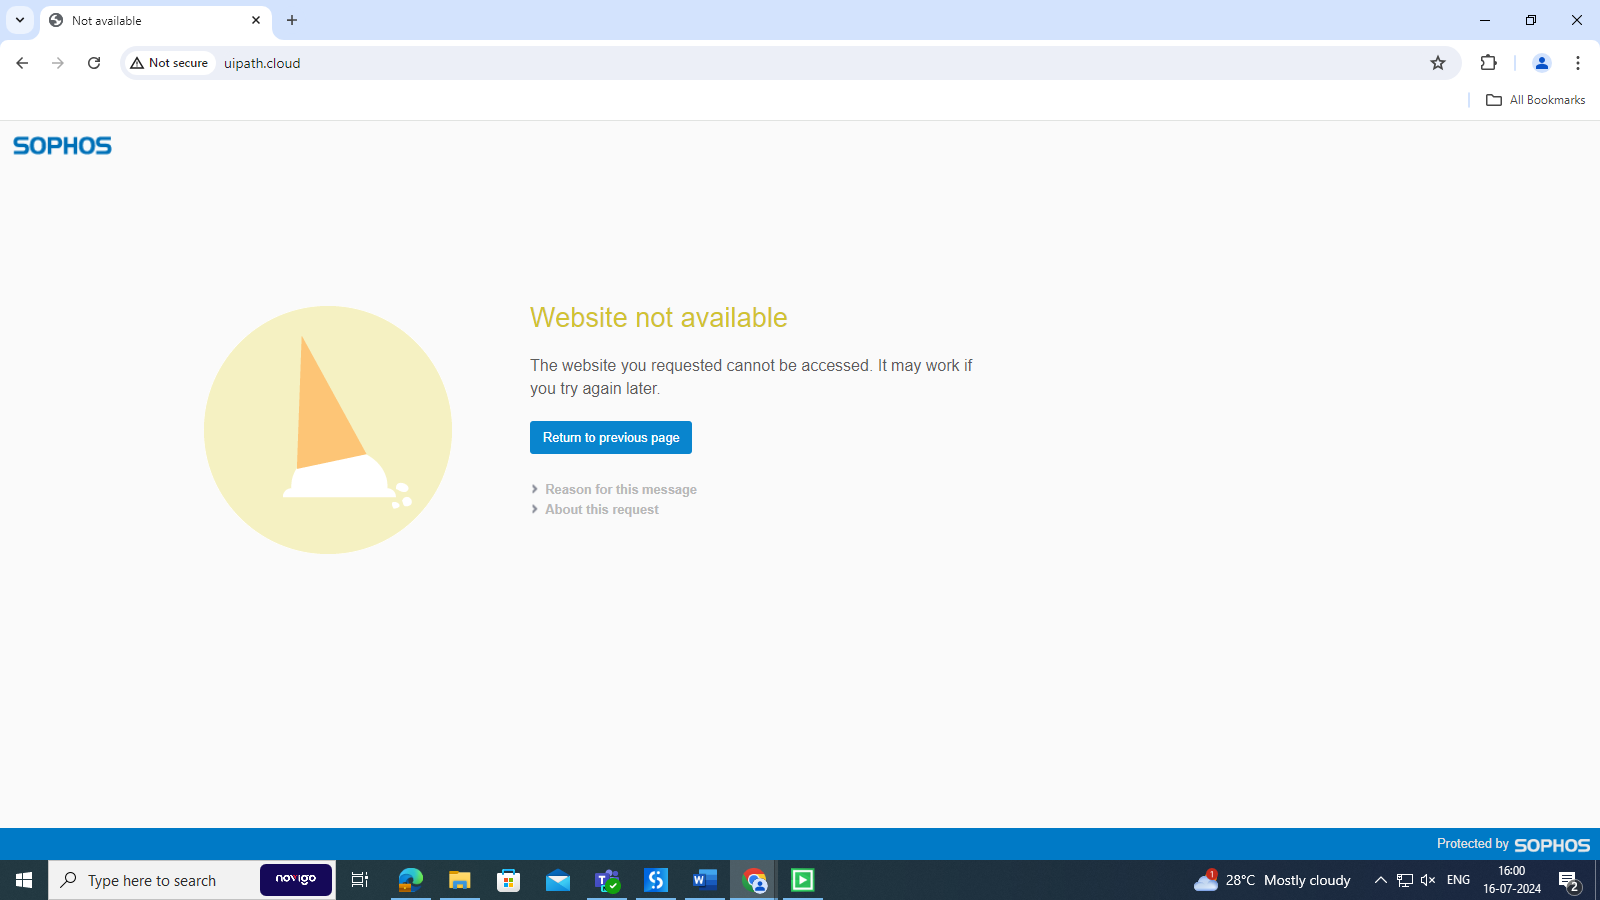 Not available
Not secure
uipath.cloud
All Bookmarks
SOPHOS
Website not available
The website you requested cannot be accessed. It may work if
you try again later.
Return to previous page
Reason for this message
About this request
Protected by SOPHOS
Type here to search
novigo
1
28°C Mostly cloudy
ENG
16:00
16-07-2024
2